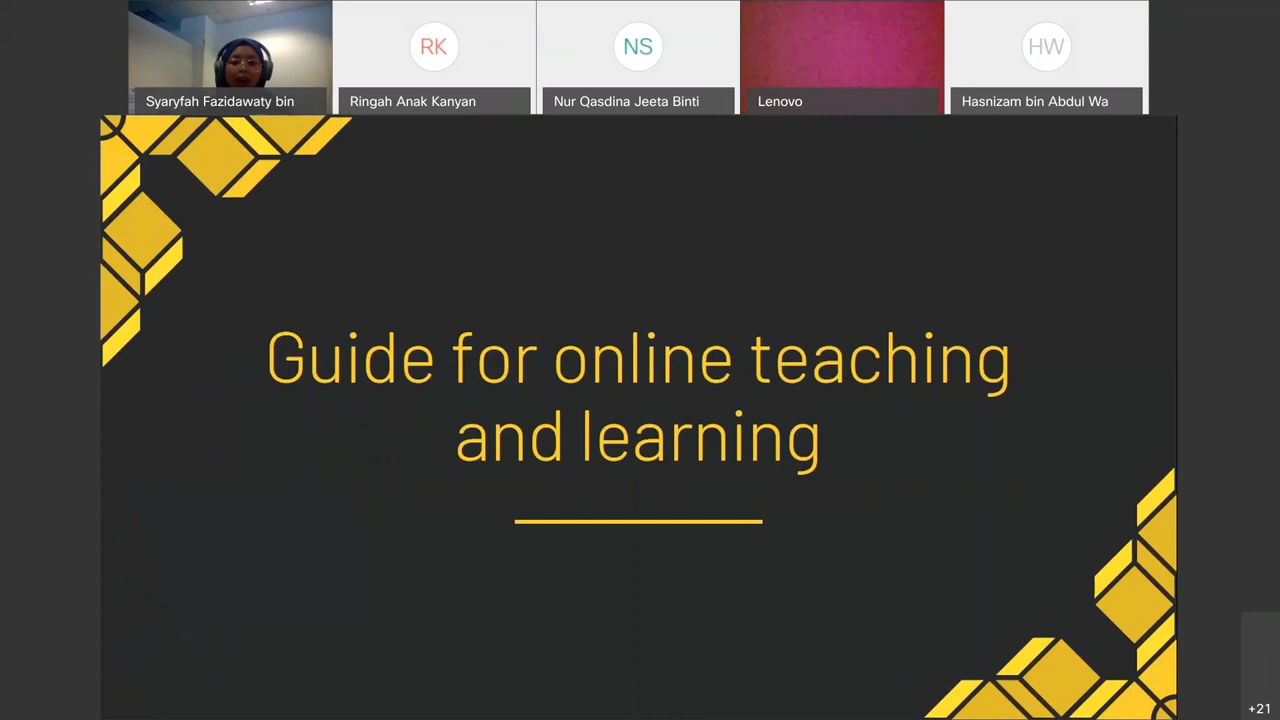 RK
NS
HW
Syaryfah Fazidawaty bin
Ringah Anak Kanyan
Nur Qasdina Jeeta Binti
Lenovo
Hasnizam bin Abdul Wa
Guide for online teaching
and learning
+21